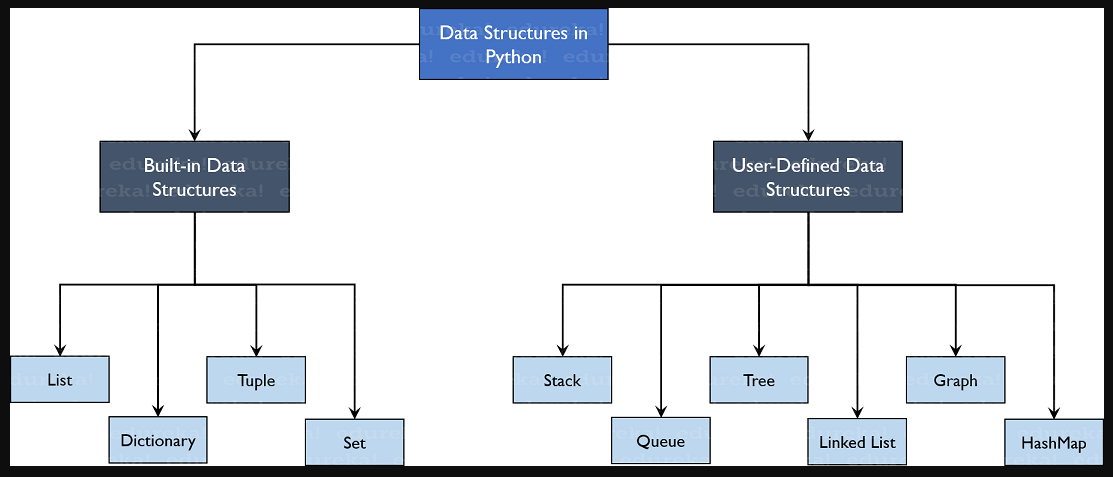 Data Structures in
Python
Built-in Data
Structures
User-Defined Data
Structures
List
Tuple
Stack
Tree
Graph
Dictionary
Set
Queue
Linked List
HashMap